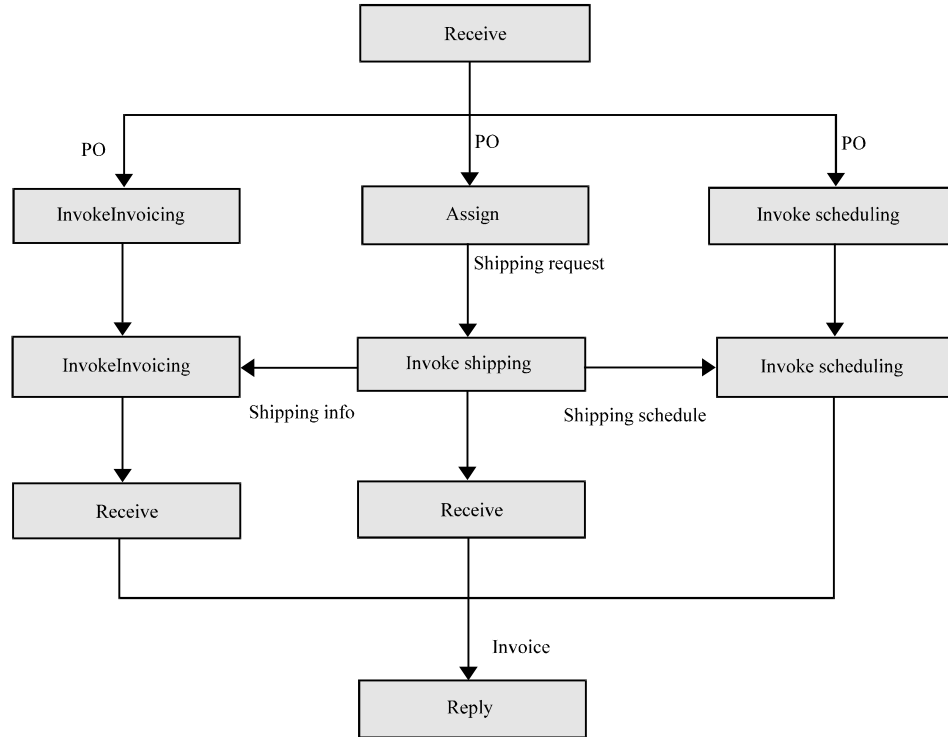 Receive
PO
PO
PO
InvokeInvoicing
Assign
Invoke scheduling
Shipping request
InvokeInvoicing
Invoke shipping
Invoke scheduling
Shipping info
Shipping schedule
Receive
Receive
Invoice
Reply